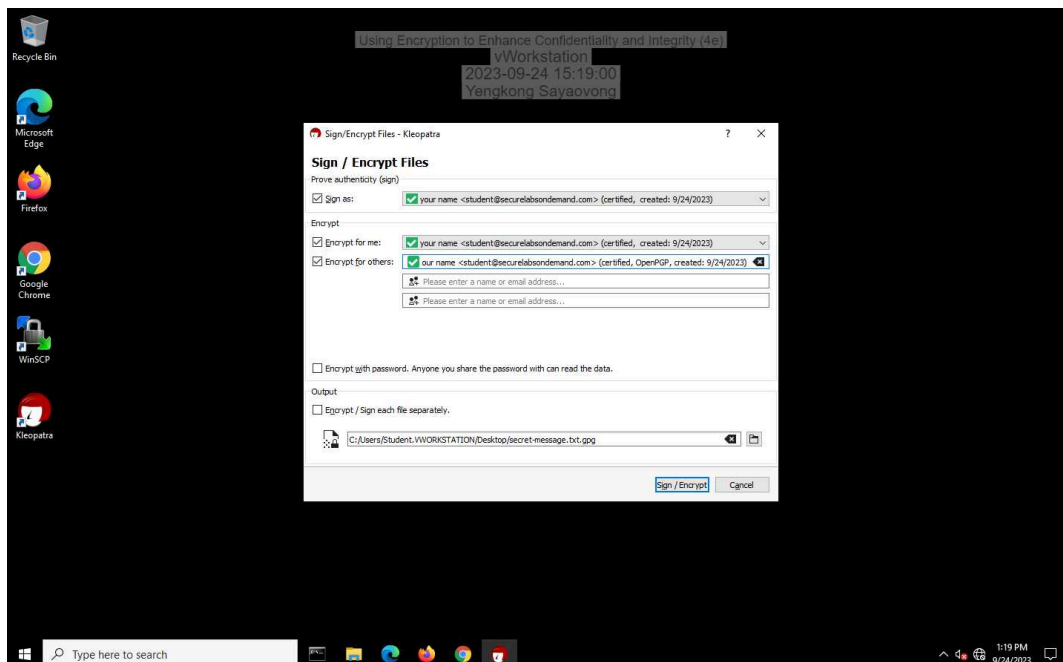 Recycle Bin
Microsoft
Edge
Firefox
Google
Chrome
WinSCP
Kleopatra
Using Encryption to Enhance Confidentiality and Integrity (4e)
vWorkstation
2023-09-24 15:19:00
Yengkong Sayaovong
Sign/Encrypt Files - Kleopatra
Sign / Encrypt Files
Prove authenticity (sign)
Sign as: your name <student@securelabsondemand.com> (certified, created: 9/24/2023)
Encrypt
Encrypt for me: your name <student@securelabsondemand.com> (certified, created: 9/24/2023)
Encrypt for others: our name <student@securelabsondemand.com> (certified, OpenPGP, created: 9/24/2023)
Please enter a name or email address...
Please enter a name or email address...
Encrypt with password. Anyone you share the password with can read the data.
Output
Encrypt / Sign each file separately.
C:/Users/Student.VWORKSTATION/Desktop/secret-message.txt.gpg
Sign / Encrypt Cancel
Type here to search
1:19 PM
9/24/2023